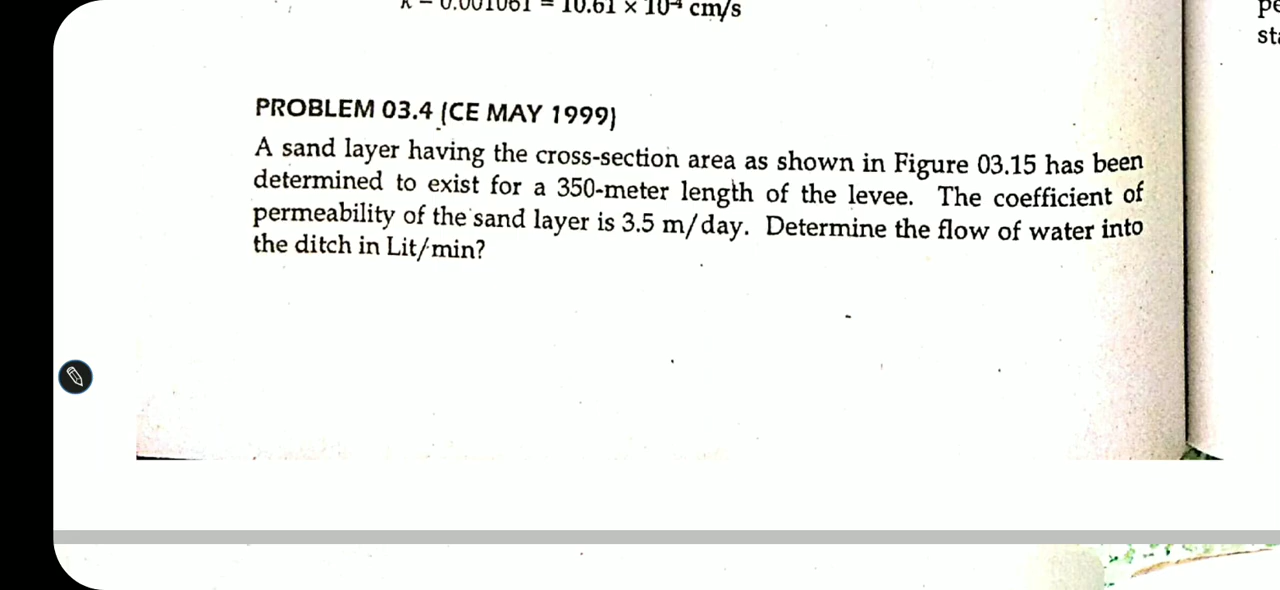 = 0.001061 = 10.61 × 10⁻⁴ cm/s
PROBLEM 03.4 (CE MAY 1999)
A sand layer having the cross-section area as shown in Figure 03.15 has been
determined to exist for a 350-meter length of the levee. The coefficient of
permeability of the sand layer is 3.5 m/day. Determine the flow of water into
the ditch in Lit/min?